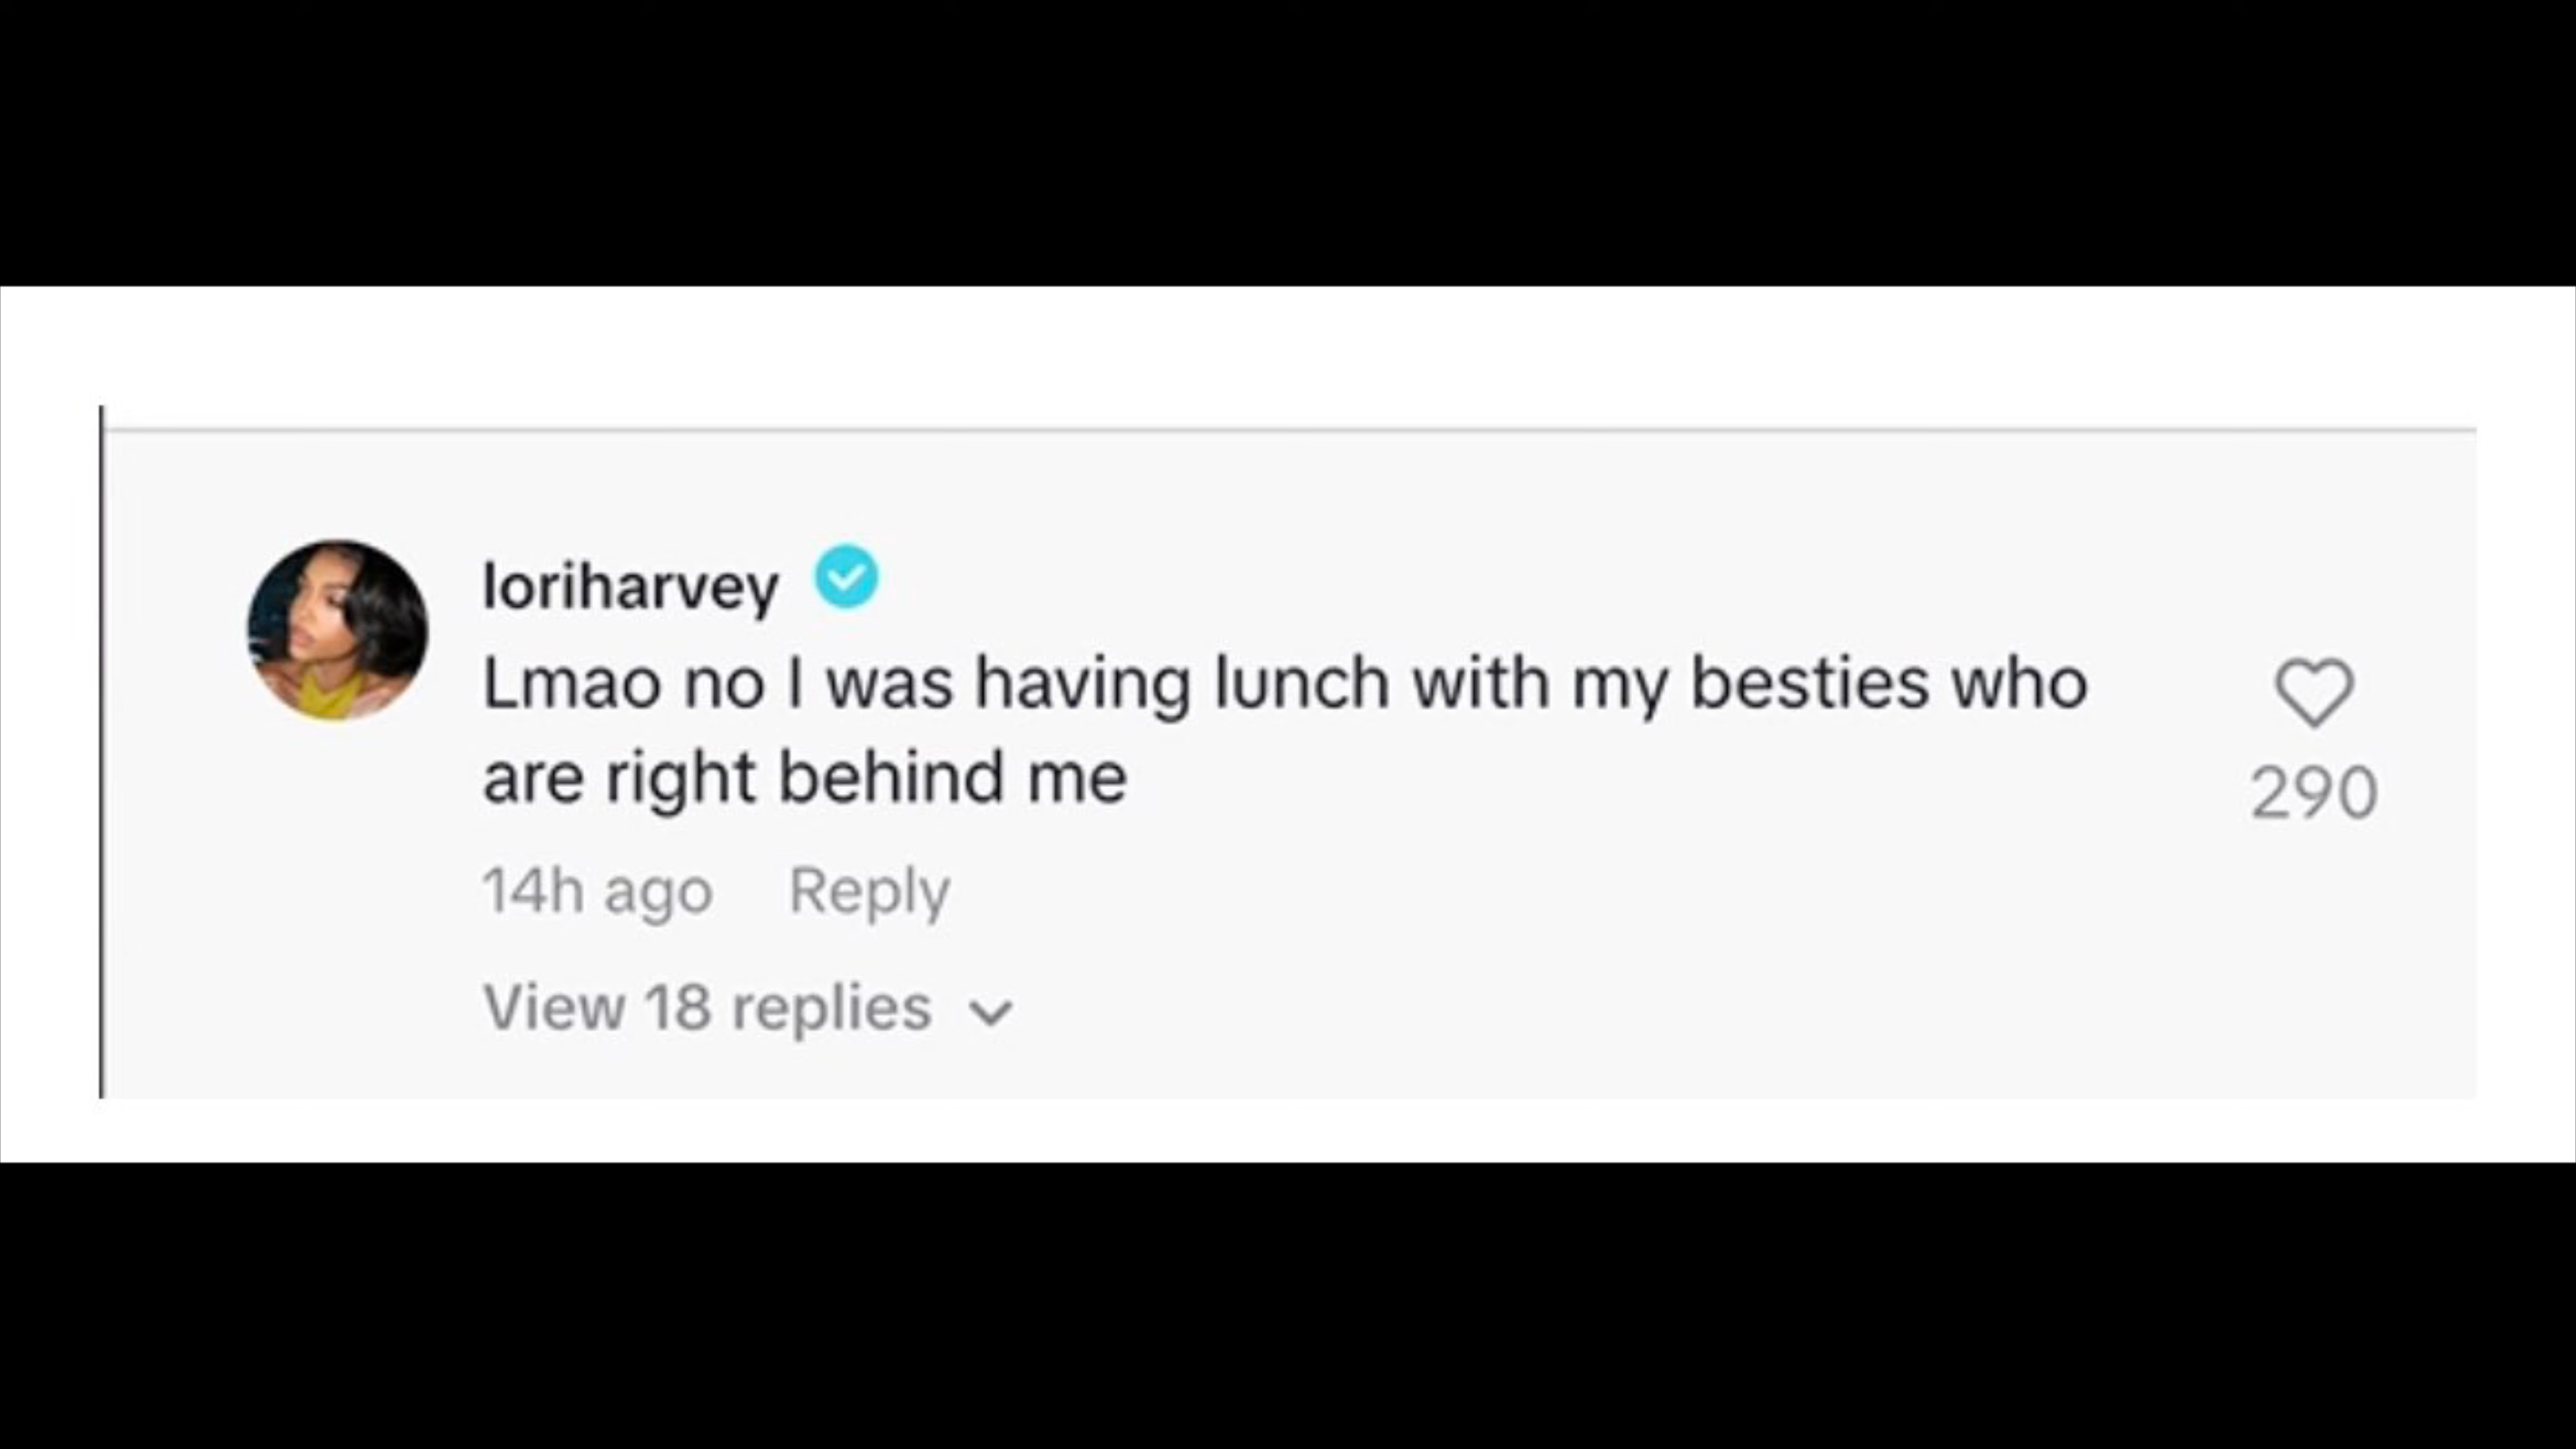 loriharvey
Lmao no I was having lunch with my besties who
are right behind me
290
14h ago Reply
View 18 replies